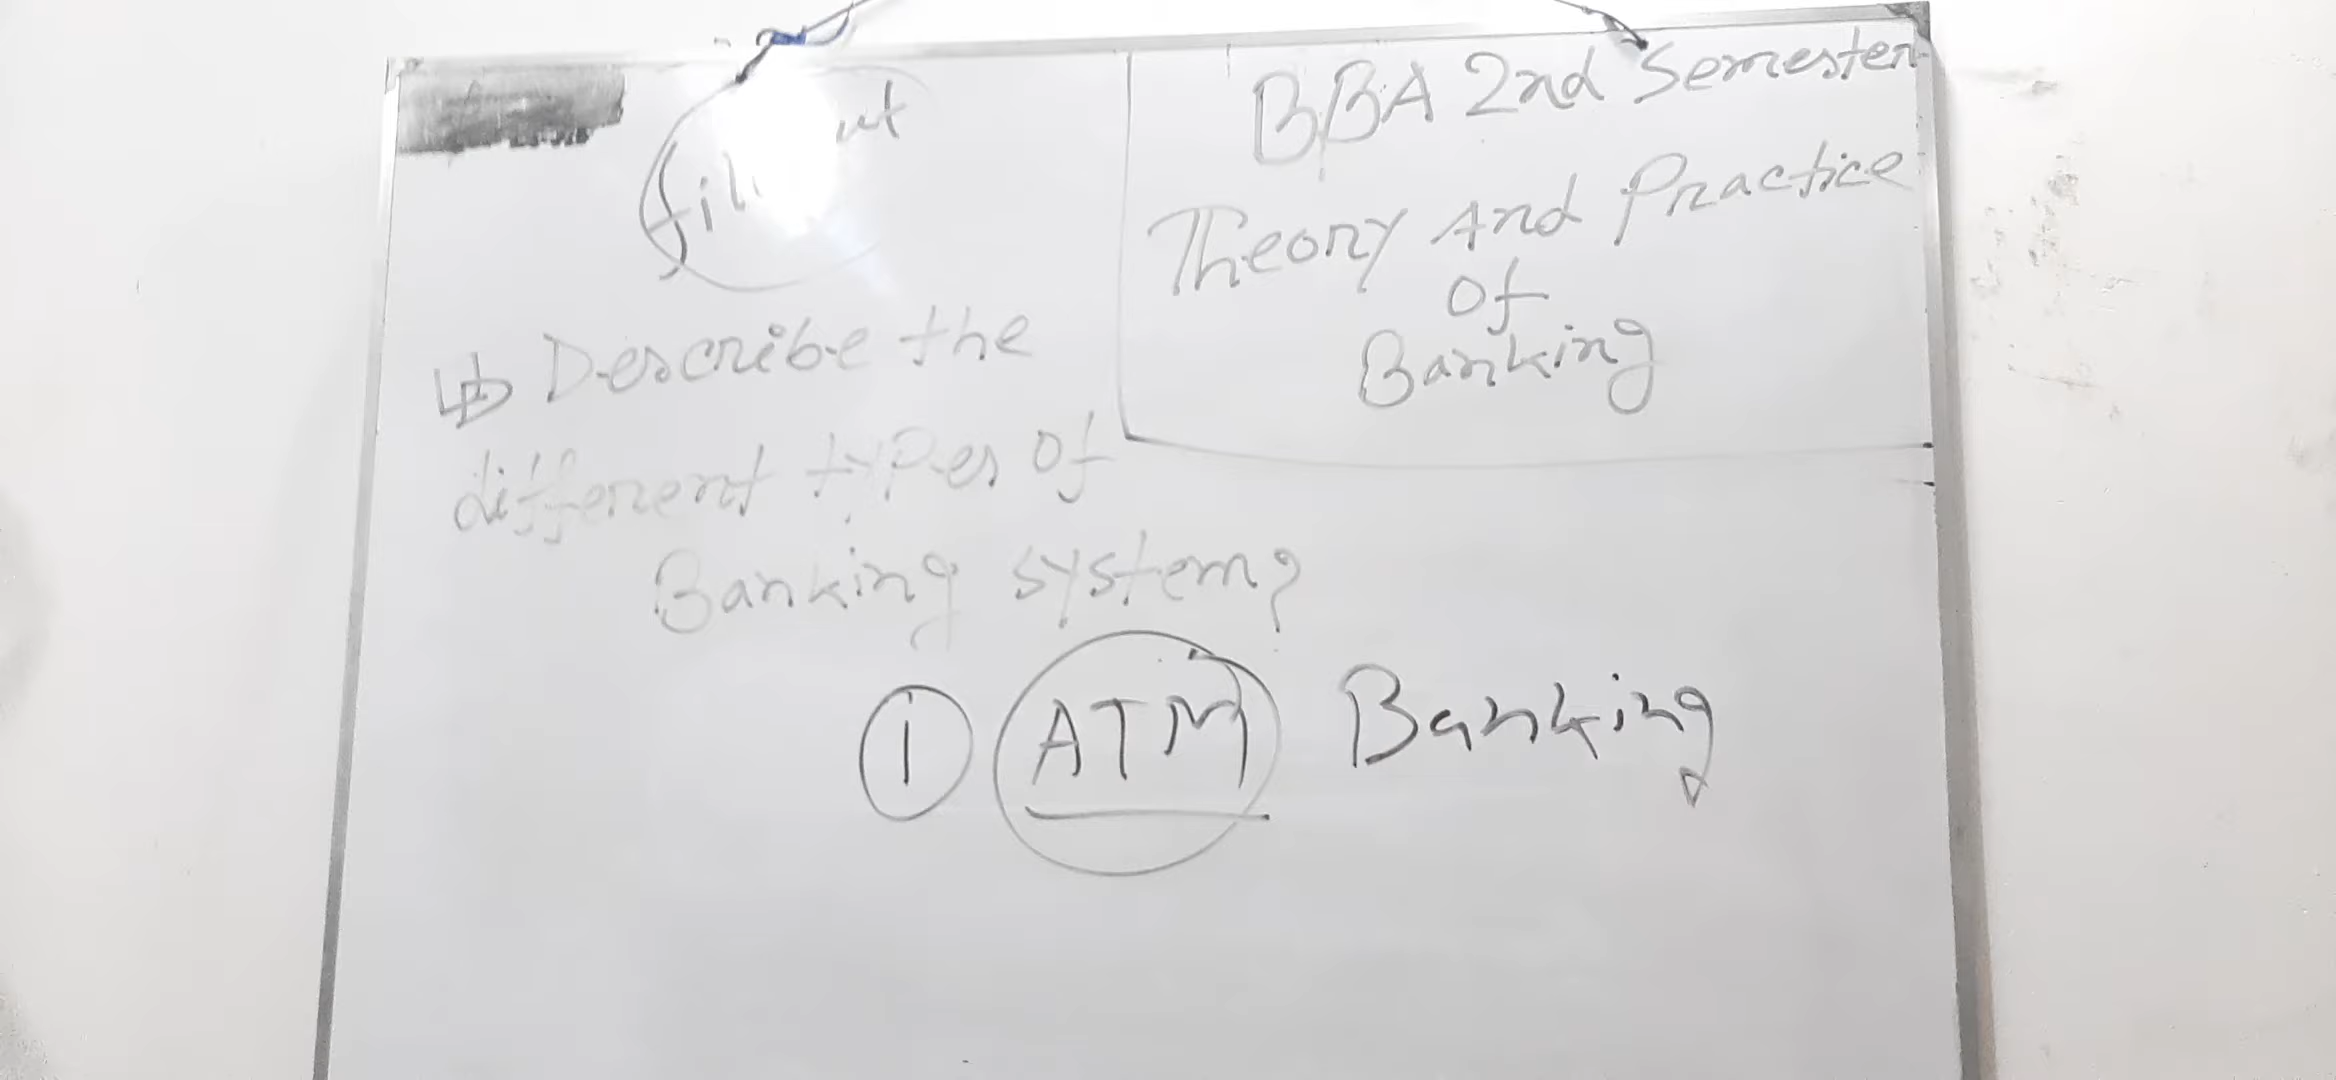 BBA 2nd Semester
Theory And Practice
Of
Banking
Describe the
different types of
Banking system?
1 ATM Banking